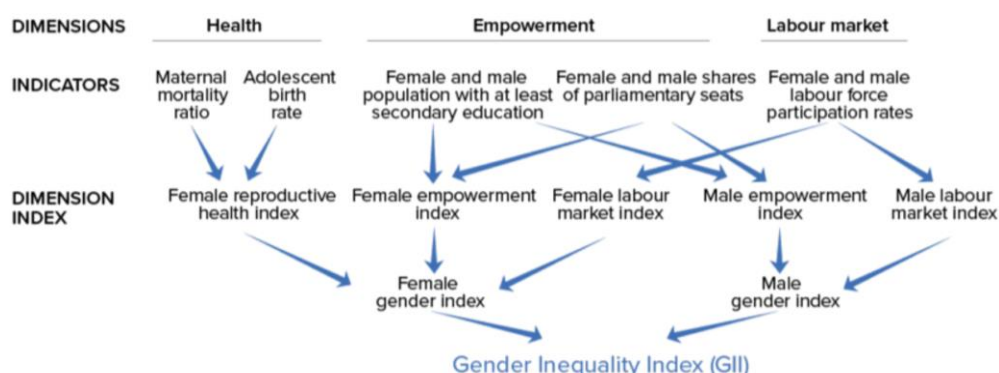 DIMENSIONS
Health
Empowerment
Labour market
INDICATORS
Maternal
mortality
ratio
Adolescent
birth
rate
Female and male
population with at least
secondary education
Female and male shares
of parliamentary seats
Female and male
labour force
participation rates
DIMENSION
INDEX
Female reproductive
health index
Female empowerment
index
Female labour
market index
Male empowerment
index
Male labour
market index
Female
gender index
Male
gender index
Gender Inequality Index (GII)